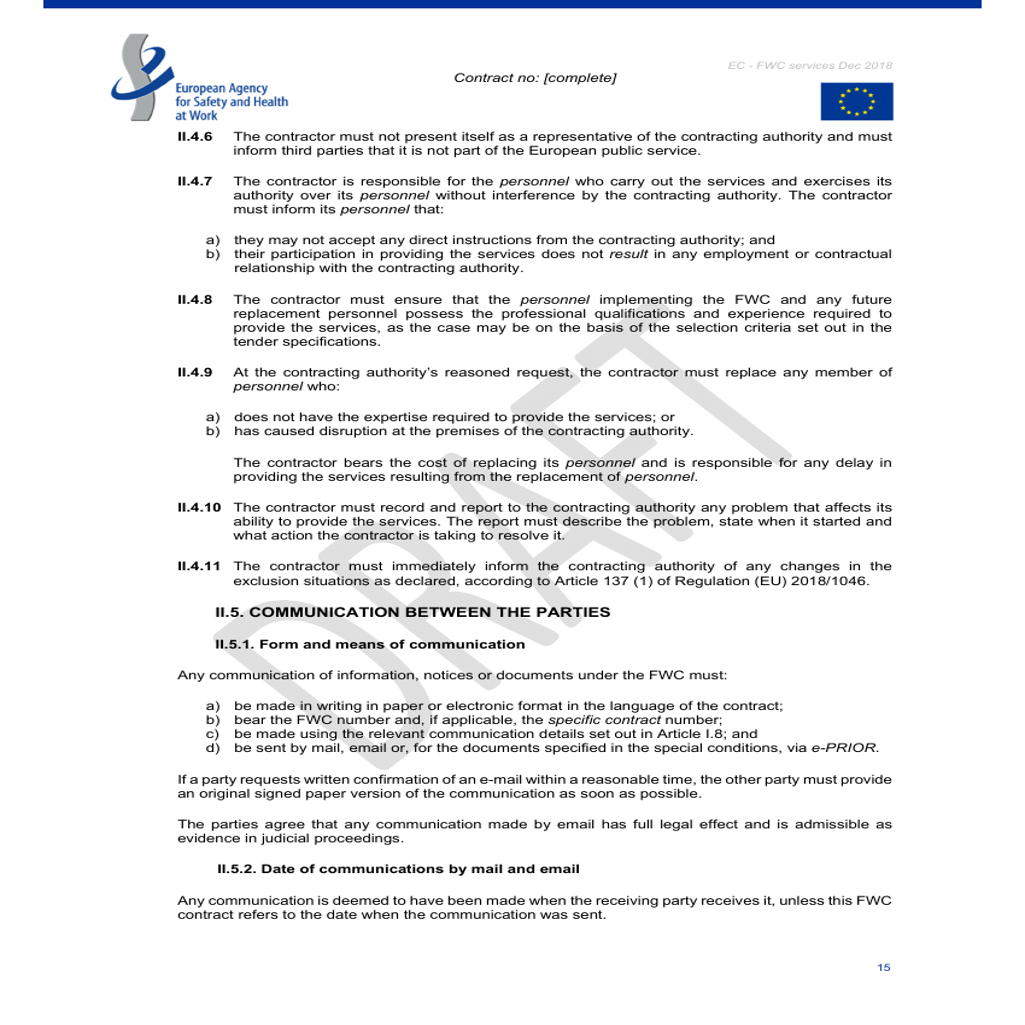 EC - FWC services Dec 2018
Contract no: [complete]
European Agency
for Safety and Health
at Work
II.4.6 The contractor must not present itself as a representative of the contracting authority and must
inform third parties that it is not part of the European public service.
II.4.7 The contractor is responsible for the personnel who carry out the services and exercises its
authority over its personnel without interference by the contracting authority. The contractor
must inform its personnel that:
a) they may not accept any direct instructions from the contracting authority; and
b) their participation in providing the services does not result in any employment or contractual
relationship with the contracting authority.
II.4.8 The contractor must ensure that the personnel implementing the FWC and any future
replacement personnel possess the professional qualifications and experience required to
provide the services, as the case may be on the basis of the selection criteria set out in the
tender specifications.
II.4.9 At the contracting authority’s reasoned request, the contractor must replace any member of
personnel who:
a) does not have the expertise required to provide the services; or
b) has caused disruption at the premises of the contracting authority.
The contractor bears the cost of replacing its personnel and is responsible for any delay in
providing the services resulting from the replacement of personnel.
II.4.10 The contractor must record and report to the contracting authority any problem that affects its
ability to provide the services. The report must describe the problem, state when it started and
what action the contractor is taking to resolve it.
II.4.11 The contractor must immediately inform the contracting authority of any changes in the
exclusion situations as declared, according to Article 137 (1) of Regulation (EU) 2018/1046.
II.5. COMMUNICATION BETWEEN THE PARTIES
II.5.1. Form and means of communication
Any communication of information, notices or documents under the FWC must:
a) be made in writing in paper or electronic format in the language of the contract;
b) bear the FWC number and, if applicable, the specific contract number;
c) be made using the relevant communication details set out in Article I.8; and
d) be sent by mail, email or, for the documents specified in the special conditions, via e-PRIOR.
If a party requests written confirmation of an e-mail within a reasonable time, the other party must provide
an original signed paper version of the communication as soon as possible.
The parties agree that any communication made by email has full legal effect and is admissible as
evidence in judicial proceedings.
II.5.2. Date of communications by mail and email
Any communication is deemed to have been made when the receiving party receives it, unless this FWC
contract refers to the date when the communication was sent.
15
DRAFT